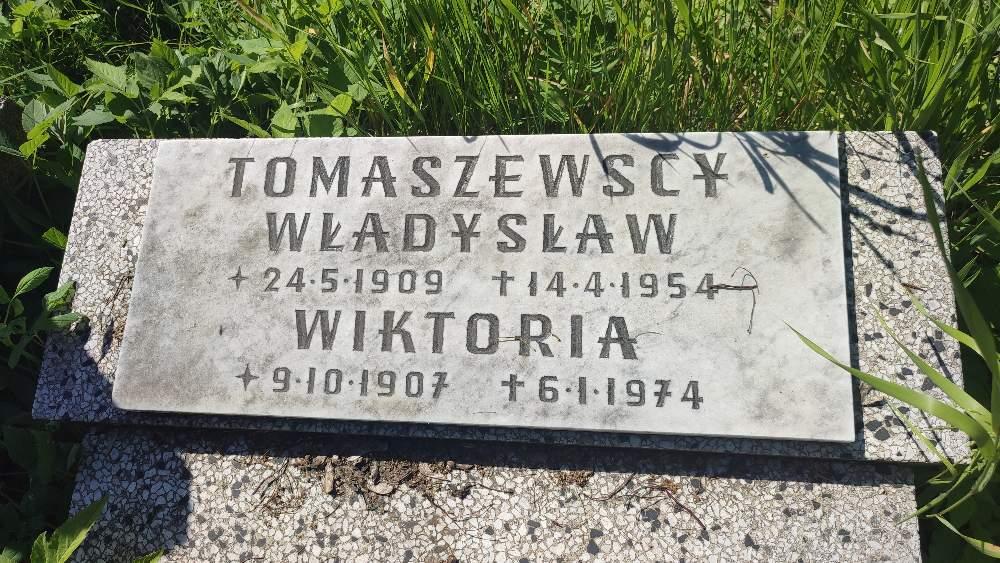 TOMASZEWSCY
WŁADYSŁAW
✦ 24·5·1909 ✝ 14·4·1954
WIKTORIA
✦ 9·10·1907 ✝ 6·1·1974